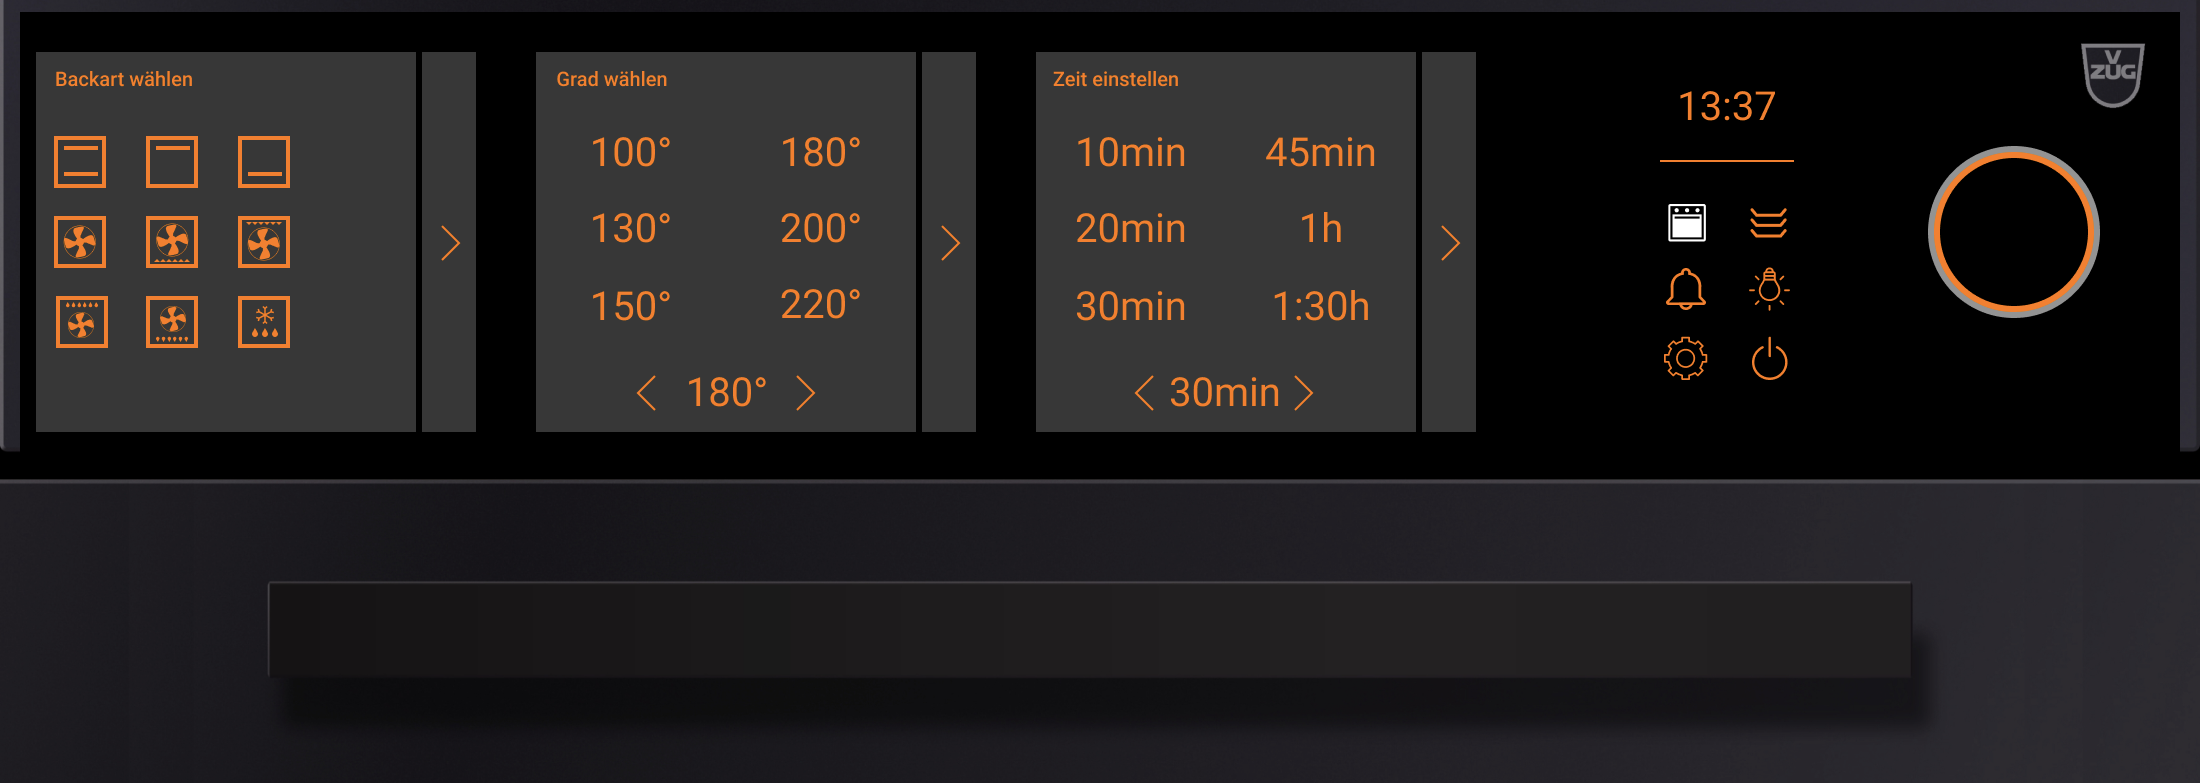 Backart wählen
Grad wählen
100° 180°
130° 200°
150° 220°
180°
Zeit einstellen
10min 45min
20min 1h
30min 1:30h
30min
13:37
V
ZUG